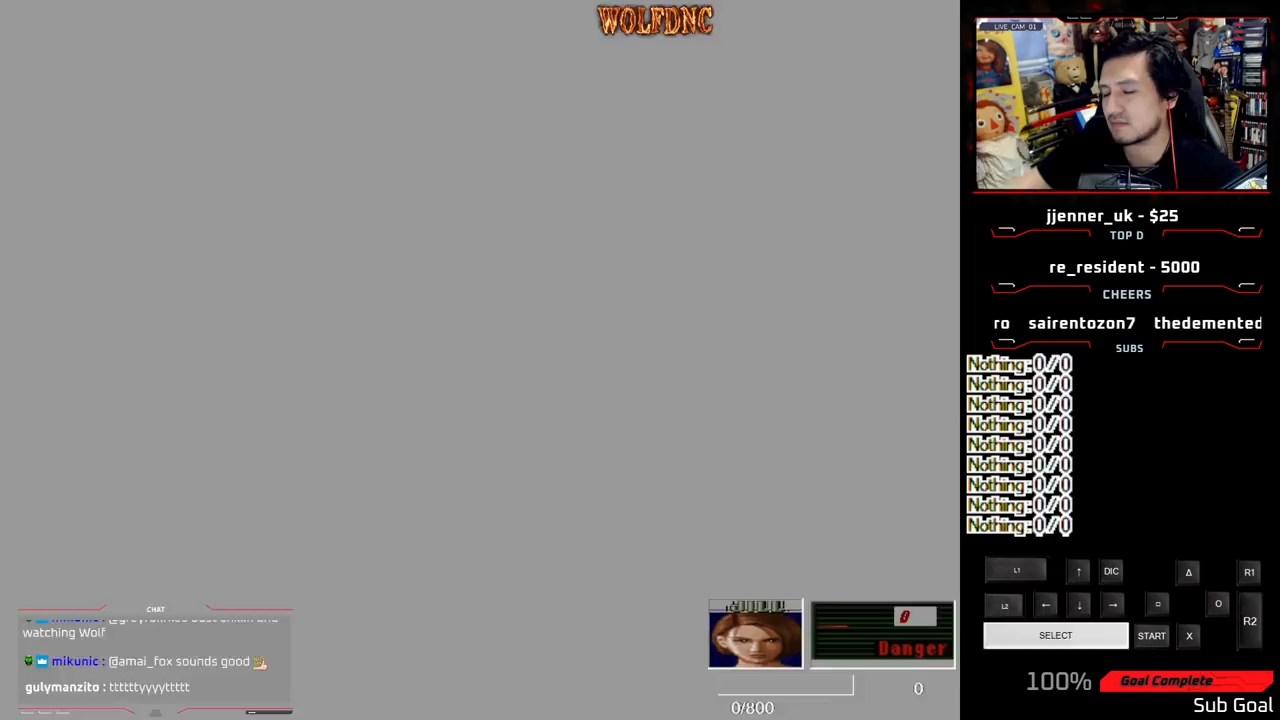 WOLFDNC
LIVE CAM 01
jjenner_uk - $25
TOP D
re_resident - 5000
CHEERS
ro sairentozon7 thedemented
SUBS
Nothing:0/0
Nothing:0/0
Nothing:0/0
Nothing:0/0
Nothing:0/0
Nothing:0/0
Nothing:0/0
Nothing:0/0
Nothing:0/0
L1 ↑ DIC Δ R1
L2 ← ↓ → □ O R2
SELECT START X
100% Goal Complete
Sub Goal
CHAT
watching Wolf
mikunic : @amai_fox sounds good
gulymanzito : ttttttyyyyttttt
0
Danger
0
0/800